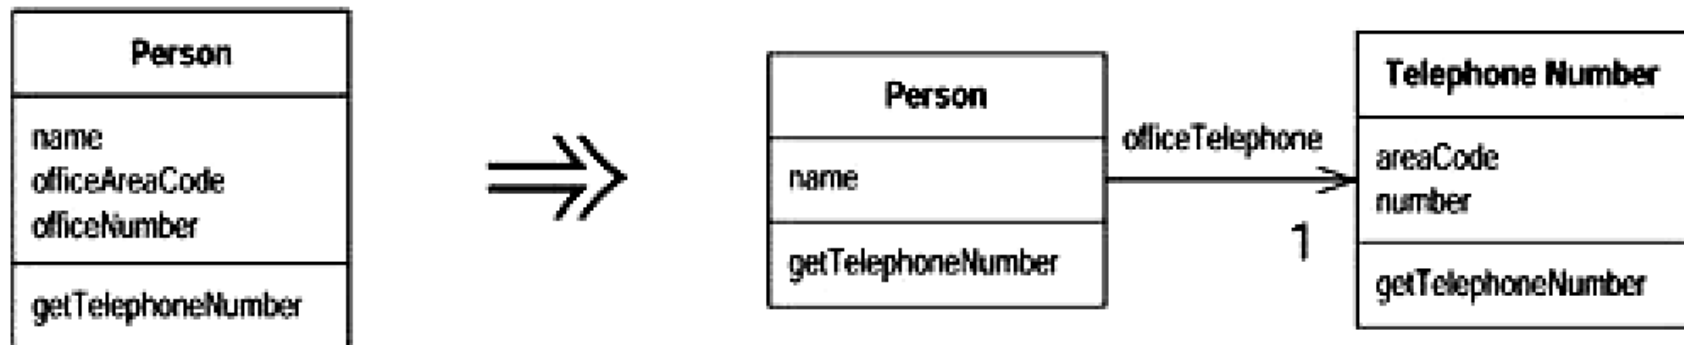 Person
name
officeAreaCode
officeNumber
getTelephoneNumber
Person
name
getTelephoneNumber
officeTelephone
1
Telephone Number
areaCode
number
getTelephoneNumber